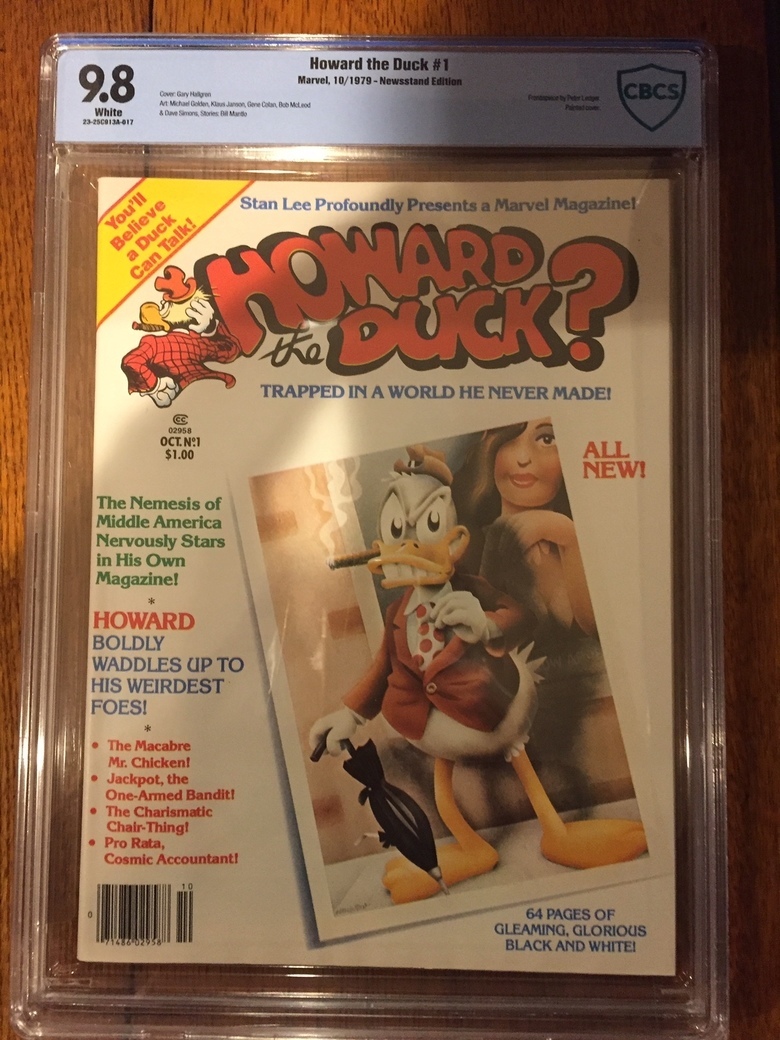 Howard the Duck #1
Marvel, 10/1979 - Newsstand Edition
9.8
White
23-25C913A-017
Cover: Gary Hallgren
Art: Michael Golden, Klaus Janson, Gene Colan, Bob McLeod
& Dave Simons, Stories: Bill Mantlo
Frontispiece by Peter Ledger
Painted cover.
CBCS
You'll
Believe
a Duck
Can Talk!
Stan Lee Profoundly Presents a Marvel Magazine!
HOWARD
the DUCK?
TRAPPED IN A WORLD HE NEVER MADE!
CC
02958
OCT. Nº1
$1.00
ALL
NEW!
The Nemesis of
Middle America
Nervously Stars
in His Own
Magazine!
*
HOWARD
BOLDLY
WADDLES UP TO
HIS WEIRDEST
FOES!
*
• The Macabre
Mr. Chicken!
• Jackpot, the
One-Armed Bandit!
• The Charismatic
Chair-Thing!
• Pro Rata,
Cosmic Accountant!
10
0
71486 02958
64 PAGES OF
GLEAMING, GLORIOUS
BLACK AND WHITE!